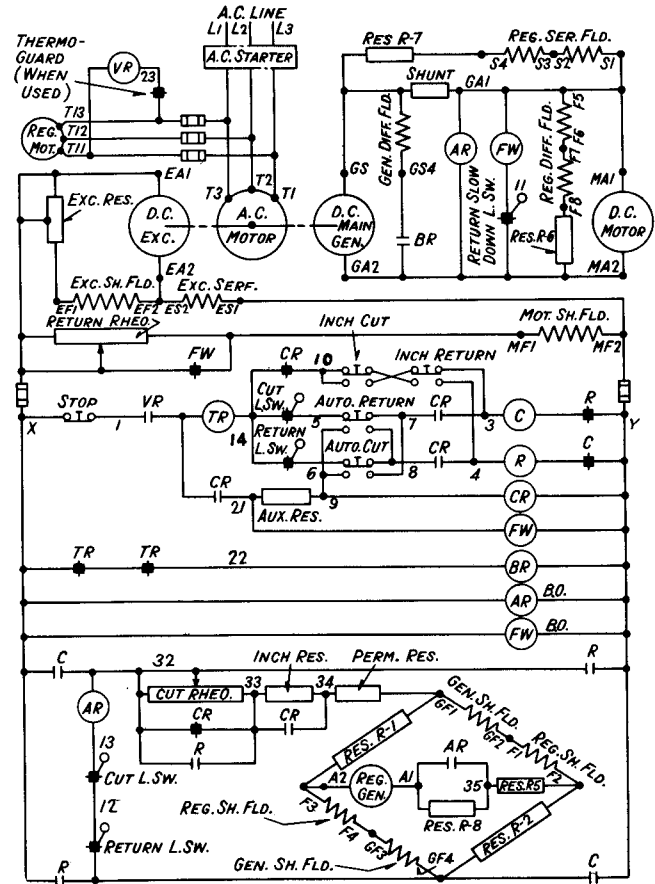 A.C. LINE
L1 L2 L3
A.C. STARTER
THERMO-
GUARD
(WHEN
USED)
VR
23
T13
T12
T11
REG.
MOT.
RES R-7
REG. SER. FLD.
S4 S3 S2 S1
SHUNT
GA1
GEN. DIFF. FLD.
GS
GS4
BR
AR
FW
RETURN SLOW
DOWN L. SW.
11
REG. DIFF. FLD.
F5
F6
F7
F8
RES. R-6
MA1
D.C.
MOTOR
MA2
EA1
EXC. RES.
D.C.
EXC.
EA2
T3 T2 T1
A.C.
MOTOR
D.C.
MAIN
GEN.
GA2
EXC. SH. FLD.
EXC. SERF.
EF1 EF2 ES2 ES1
RETURN RHEO.
FW
MOT. SH. FLD.
MF1 MF2
INCH CUT
CR 10 INCH RETURN
CUT
L.SW.
STOP
X 1 VR TR 14
5 AUTO. RETURN 7 CR 3 C R Y
RETURN
L. SW.
AUTO. CUT
6 8 CR 4 R C
CR 21 AUX. RES. 9 CR
FW
TR TR 22 BR
AR B.O.
FW B.O.
C 32 33 INCH RES. 34 PERM. RES. R
CUT RHEO.
CR CR
R
AR
13
CUT L.SW.
12
RETURN L.SW.
GF1
GEN. SH. FLD.
GF2
F1
REG. SH. FLD.
F2
RES. R-1
A2 REG.
GEN. A1 AR 35 RES. R5
RES. R-8
RES. R-2
F3
F4
REG. SH. FLD.
GF3
GF4
GEN. SH. FLD.
R C